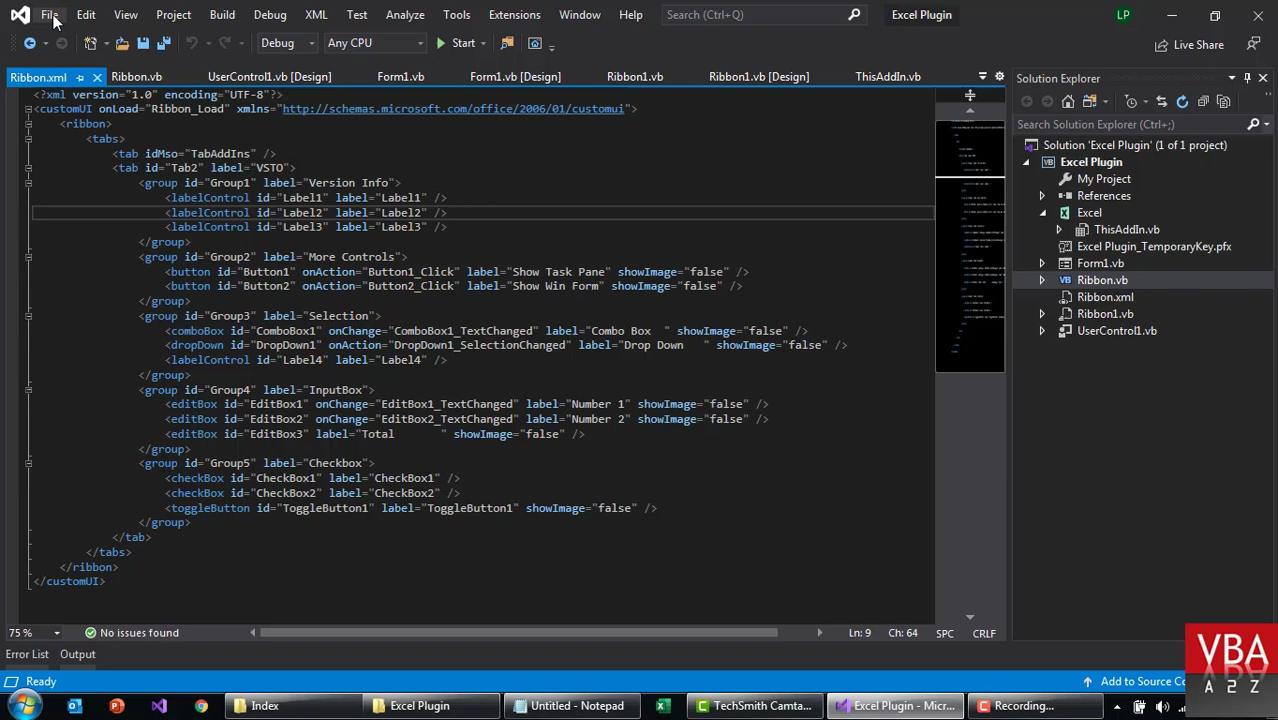 File Edit View Project Build Debug XML Test Analyze Tools Extensions Window Help Search (Ctrl+Q) Excel Plugin LP
Debug Any CPU Start Live Share
Ribbon.xml Ribbon.vb UserControl1.vb [Design] Form1.vb Form1.vb [Design] Ribbon1.vb Ribbon1.vb [Design] ThisAddIn.vb
<?xml version="1.0" encoding="UTF-8"?>
<customUI onLoad="Ribbon_Load" xmlns="http://schemas.microsoft.com/office/2006/01/customui">
<ribbon>
<tabs>
<tab idMso="TabAddIns" />
<tab id="Tab2" label="VSTO">
<group id="Group1" label="Version Info">
<labelControl id="Label1" label="Label1" />
<labelControl id="Label2" label="Label2" />
<labelControl id="Label3" label="Label3" />
</group>
<group id="Group2" label="More Controls">
<button id="Button1" onAction="Button1_Click" label="Show Task Pane" showImage="false" />
<button id="Button2" onAction="Button2_Click" label="Show Win Form" showImage="false" />
</group>
<group id="Group3" label="Selection">
<comboBox id="ComboBox1" onChange="ComboBox1_TextChanged" label="Combo Box  " showImage="false" />
<dropDown id="DropDown1" onAction="DropDown1_SelectionChanged" label="Drop Down   " showImage="false" />
<labelControl id="Label4" label="Label4" />
</group>
<group id="Group4" label="InputBox">
<editBox id="EditBox1" onChange="EditBox1_TextChanged" label="Number 1" showImage="false" />
<editBox id="EditBox2" onChange="EditBox2_TextChanged" label="Number 2" showImage="false" />
<editBox id="EditBox3" label="Total       " showImage="false" />
</group>
<group id="Group5" label="Checkbox">
<checkBox id="CheckBox1" label="CheckBox1" />
<checkBox id="CheckBox2" label="CheckBox2" />
<toggleButton id="ToggleButton1" label="ToggleButton1" showImage="false" />
</group>
</tab>
</tabs>
</ribbon>
</customUI>
Solution Explorer
Search Solution Explorer (Ctrl+;)
Solution 'Excel Plugin' (1 of 1 project)
Excel Plugin
My Project
References
Excel
ThisAddIn.vb
Excel Plugin_TemporaryKey.pfx
Form1.vb
Ribbon.vb
Ribbon.xml
Ribbon1.vb
UserControl1.vb
75 % No issues found Ln: 9 Ch: 64 SPC CRLF
Error List Output
Ready Add to Source Co
VBA
A 2 Z
Index Excel Plugin Untitled - Notepad TechSmith Camta... Excel Plugin - Micr... Recording...